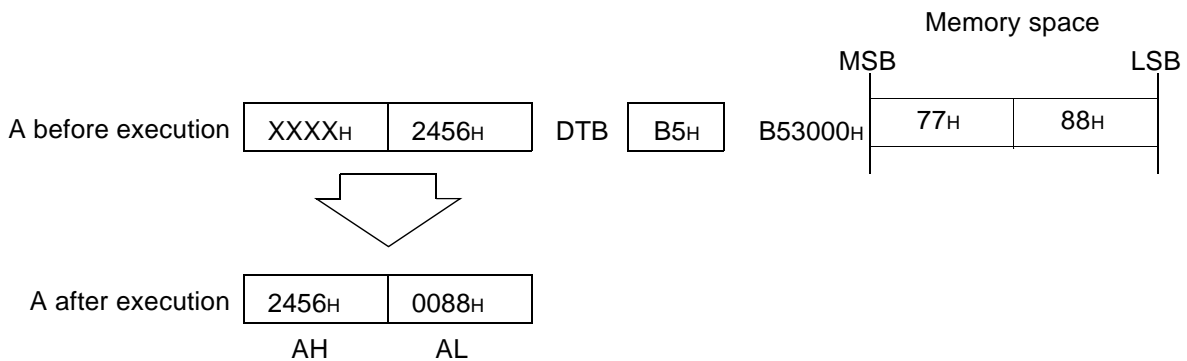 Memory space
MSB LSB
A before execution XXXXH 2456H DTB B5H B53000H 77H 88H
A after execution 2456H 0088H
AH AL